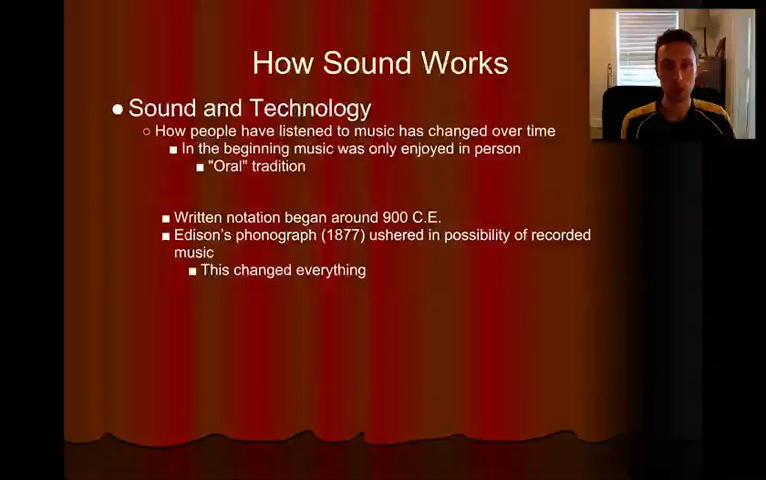 How Sound Works
● Sound and Technology
○ How people have listened to music has changed over time
■ In the beginning music was only enjoyed in person
■ "Oral" tradition
■ Written notation began around 900 C.E.
■ Edison's phonograph (1877) ushered in possibility of recorded
music
■ This changed everything